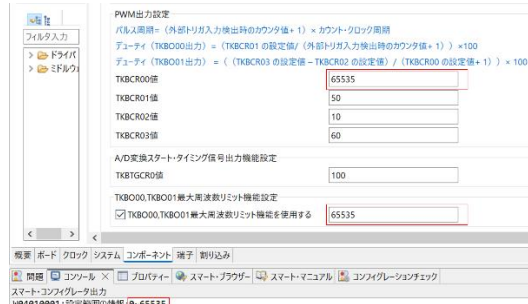 フィルタ入力
ドライバ
ミドルウ
PWM出力設定
パルス周期=（外部トリガ入力検出時のカウンタ値+ 1）× カウント・クロック周期
デューティ（TKBO00出力）=（TKBCR01 の設定値/（外部トリガ入力検出時のカウンタ値+ 1））×100
デューティ（TKBO01出力）=（（TKBCR03 の設定値 – TKBCR02 の設定値）/（TKBCR00 の設定値+ 1））× 100
TKBCR00値 65535
TKBCR01値 50
TKBCR02値 10
TKBCR03値 60
A/D変換スタート・タイミング信号出力機能設定
TKBTGCR0値 100
TKBO00,TKBO01最大周波数リミット機能設定
TKBO00,TKBO01最大周波数リミット機能を使用する 65535
概要 ボード クロック システム コンポーネント 端子 割り込み
問題 コンソール プロパティー スマート・ブラウザー スマート・マニュアル コンフィグレーションチェック
スマート・コンフィグレータ出力
W04010001:設定範囲の情報:0-65535